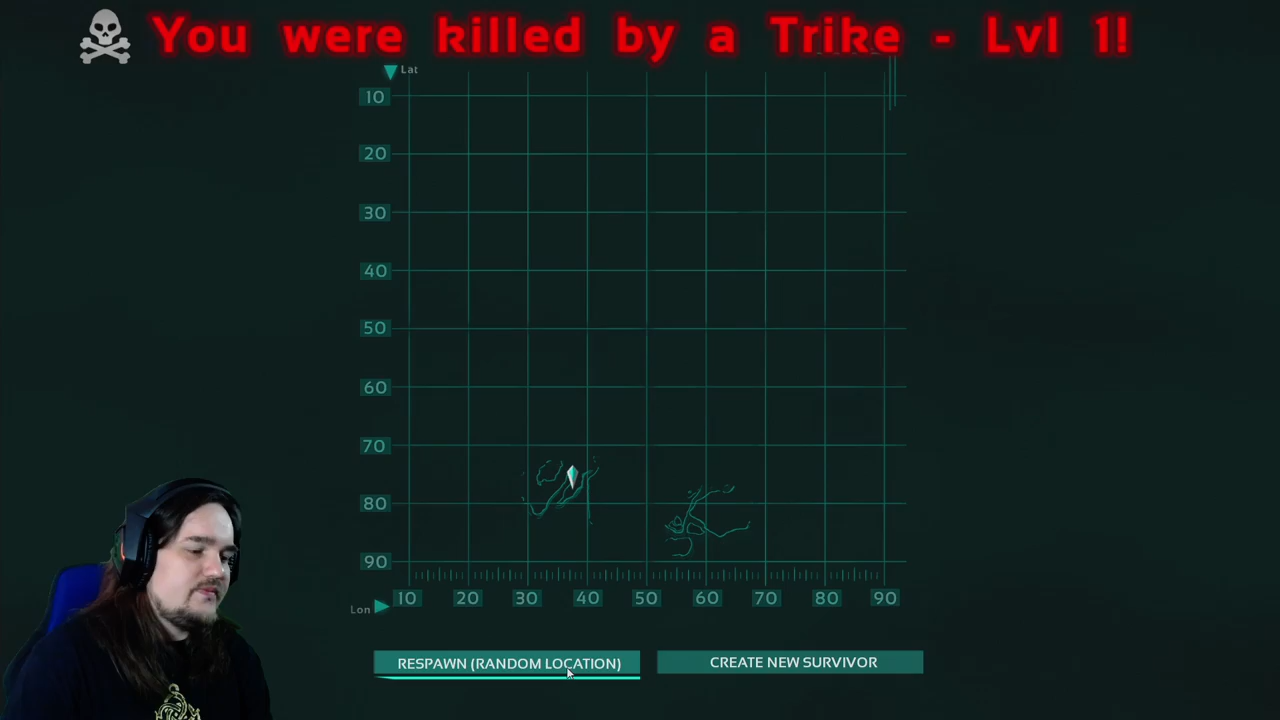 You were killed by a Trike - Lvl 1!
Lat
10
20
30
40
50
60
70
80
90
Lon
10 20 30 40 50 60 70 80 90
RESPAWN (RANDOM LOCATION)
CREATE NEW SURVIVOR